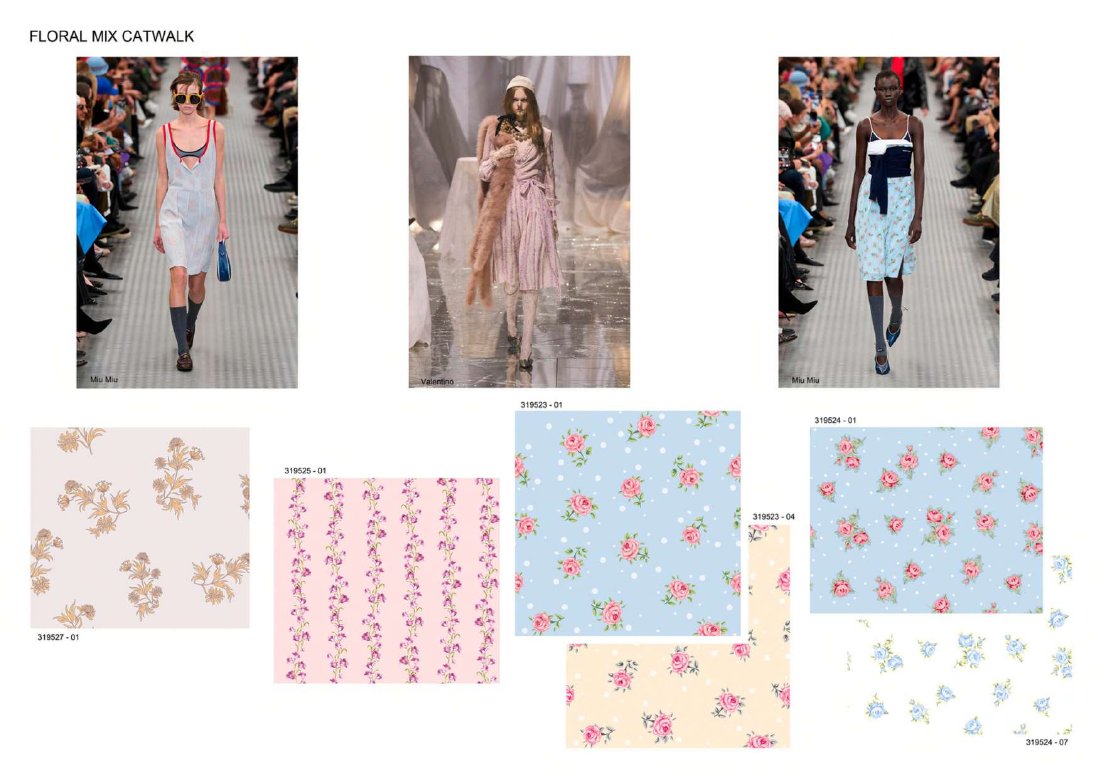 FLORAL MIX CATWALK
Miu Miu
Valentino
Miu Miu
319523 - 01
319524 - 01
319525 - 01
319523 - 04
319527 - 01
319524 - 07